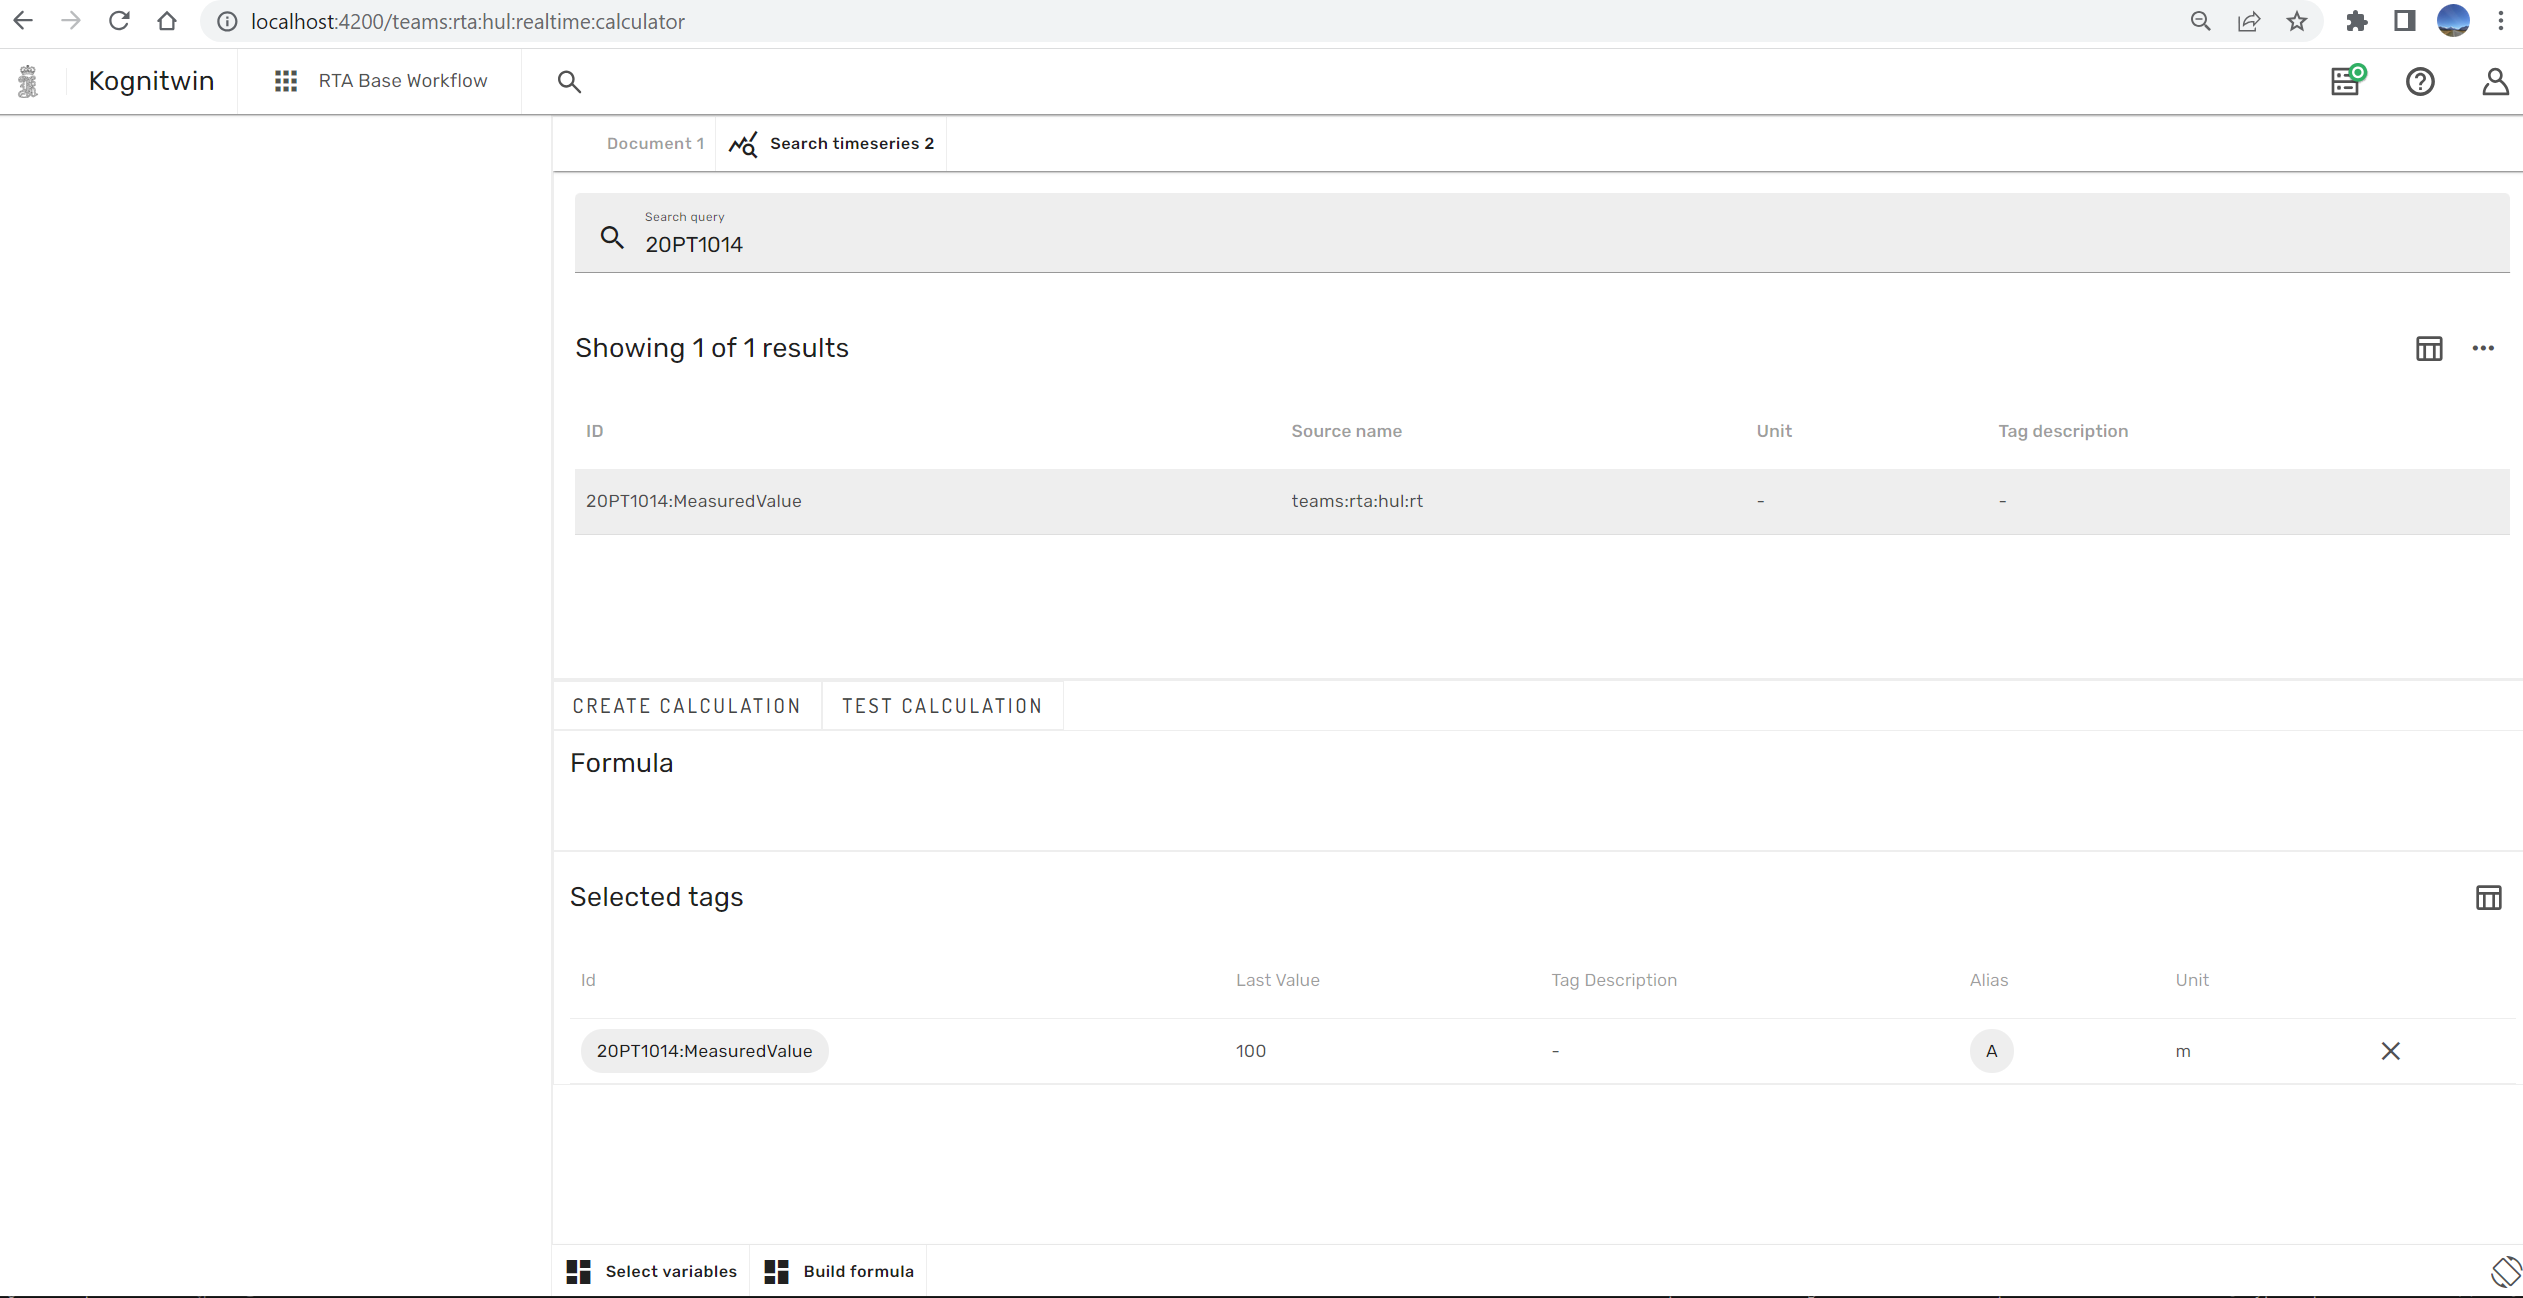 localhost:4200/teams:rta:hul:realtime:calculator
Kognitwin
RTA Base Workflow
Document 1
Search timeseries 2
Search query
20PT1014
Showing 1 of 1 results
ID Source name Unit Tag description
20PT1014:MeasuredValue teams:rta:hul:rt - -
CREATE CALCULATION TEST CALCULATION
Formula
Selected tags
Id Last Value Tag Description Alias Unit
20PT1014:MeasuredValue 100 - A m
Select variables Build formula